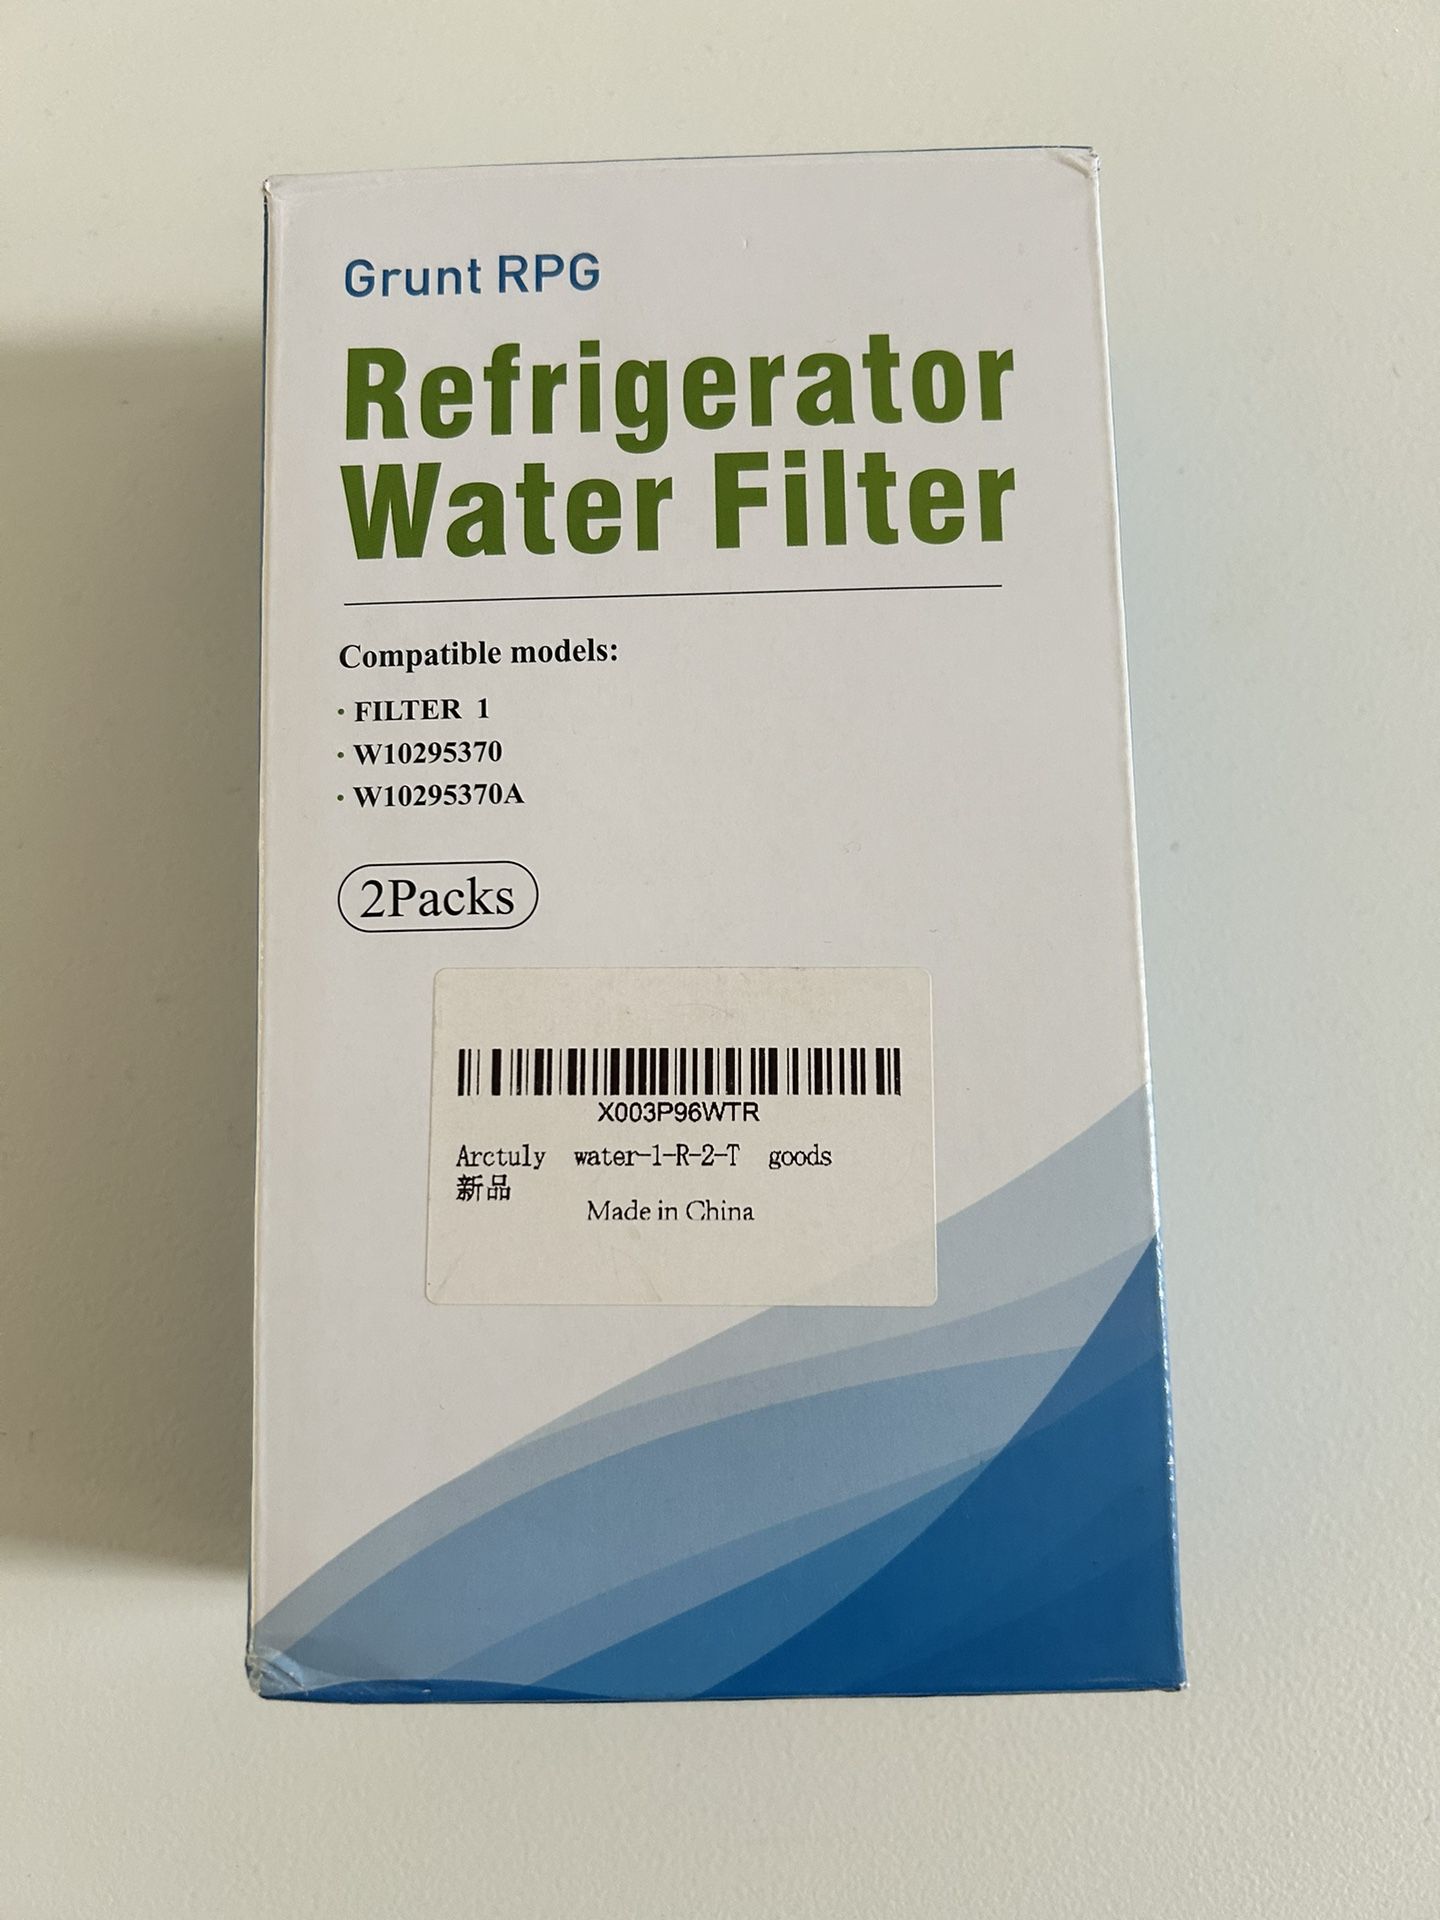 Grunt RPG
Refrigerator
Water Filter
Compatible models:
· FILTER 1
· W10295370
· W10295370A
2Packs
X003P96WTR
Arctuly water-1-R-2-T goods
新品
Made in China